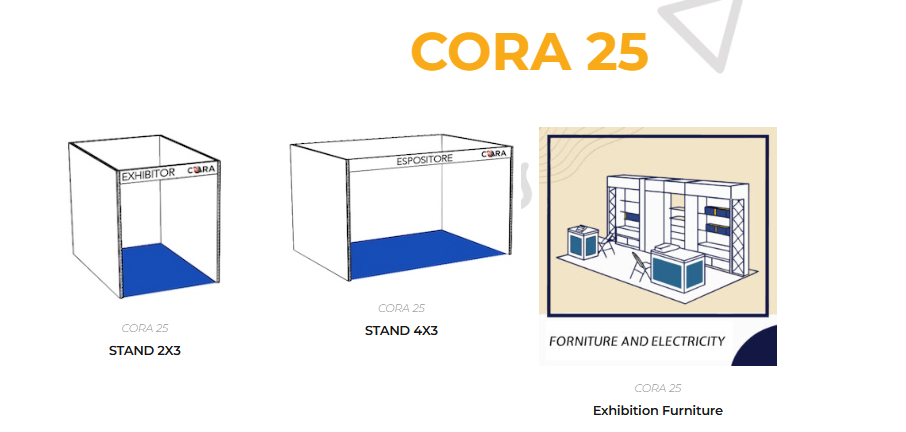 CORA 25
EXHIBITOR CORA
ESPOSITORE CORA
FORNITURE AND ELECTRICITY
CORA 25
STAND 2X3
CORA 25
STAND 4X3
CORA 25
Exhibition Furniture